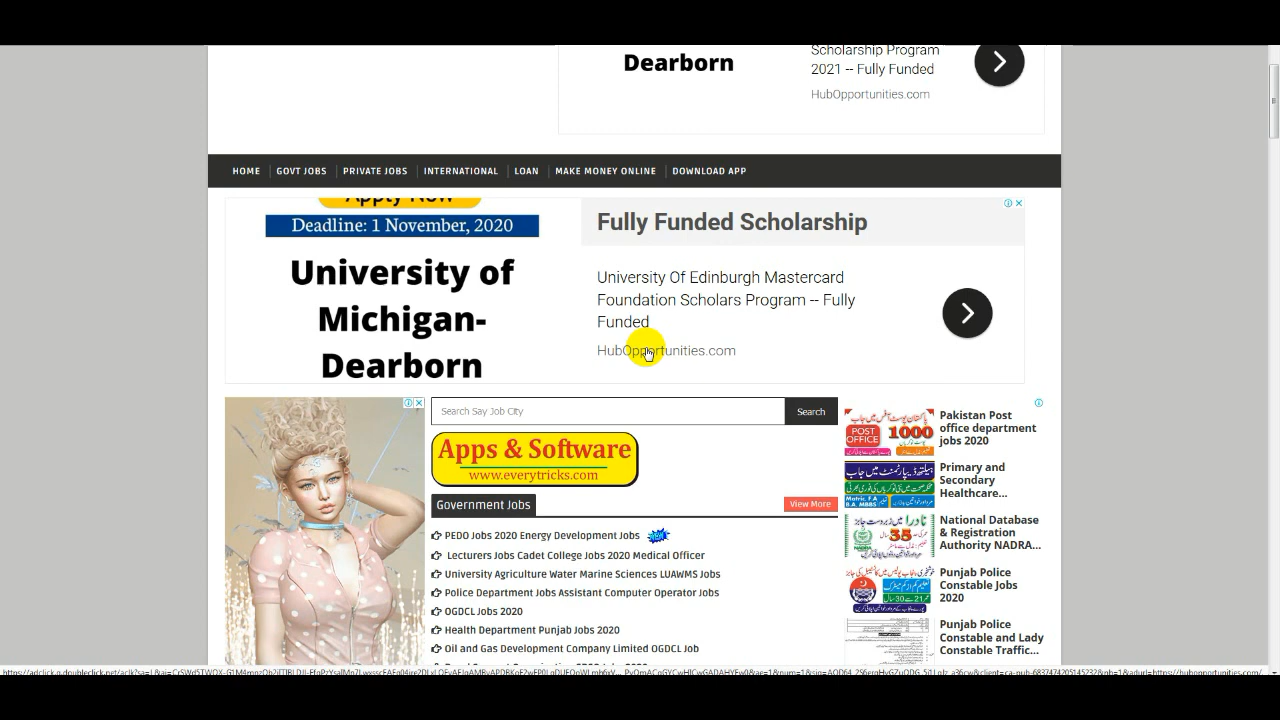 Dearborn
Scholarship Program
2021 -- Fully Funded
HubOpportunities.com
HOME GOVT JOBS PRIVATE JOBS INTERNATIONAL LOAN MAKE MONEY ONLINE DOWNLOAD APP
Apply Now
Deadline: 1 November, 2020
University of
Michigan-
Dearborn
Fully Funded Scholarship
University Of Edinburgh Mastercard
Foundation Scholars Program -- Fully
Funded
HubOpportunities.com
Search Say Job City
Search
Apps & Software
www.everytricks.com
Government Jobs
View More
PEDO Jobs 2020 Energy Development Jobs
Lecturers Jobs Cadet College Jobs 2020 Medical Officer
University Agriculture Water Marine Sciences LUAWMS Jobs
Police Department Jobs Assistant Computer Operator Jobs
OGDCL Jobs 2020
Health Department Punjab Jobs 2020
Oil and Gas Development Company Limited OGDCL Job
POST
OFFICE
1000
Pakistan Post
office department
jobs 2020
Primary and
Secondary
Healthcare...
35
National Database
& Registration
Authority NADRA...
Punjab Police
Constable Jobs
2020
Punjab Police
Constable and Lady
Constable Traffic...